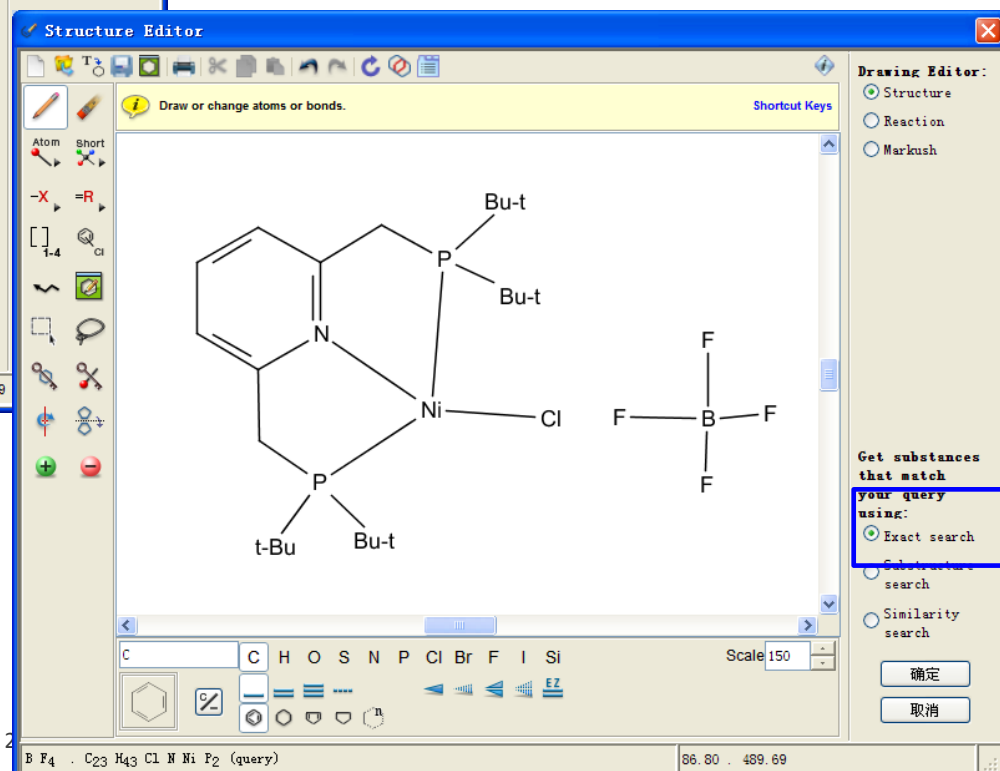 Structure Editor
Draw or change atoms or bonds.
Shortcut Keys
Drawing Editor:
Structure
Reaction
Markush
Atom
Short
-X
=R
[ ]
1-4
Cl
Bu-t
P
Bu-t
N
Ni
Cl
P
t-Bu
Bu-t
F
F
B
F
F
Get substances
that match
your query
using:
Exact search
Substructure
search
Similarity
search
确定
取消
C
C H O S N P Cl Br F I Si
Scale 150
EZ
n
B F4 . C23 H43 Cl N Ni P2 (query)
86.80 . 489.69